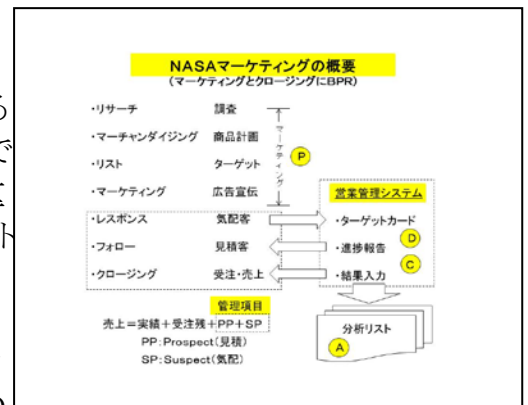 NASAマーケティングの概要
(マーケティングとクロージングにBPR)
・リサーチ 調査
・マーチャンダイジング 商品計画
・リスト ターゲット
・マーケティング 広告宣伝
マーケティング
P
・レスポンス 気配客
・フォロー 見積客
・クロージング 受注・売上
営業管理システム
・ターゲットカード
D
・進捗報告
C
・結果入力
管理項目
売上=実績+受注残+PP+SP
PP:Prospect(見積)
SP:Suspect(気配)
分析リスト
A
る
で
ト